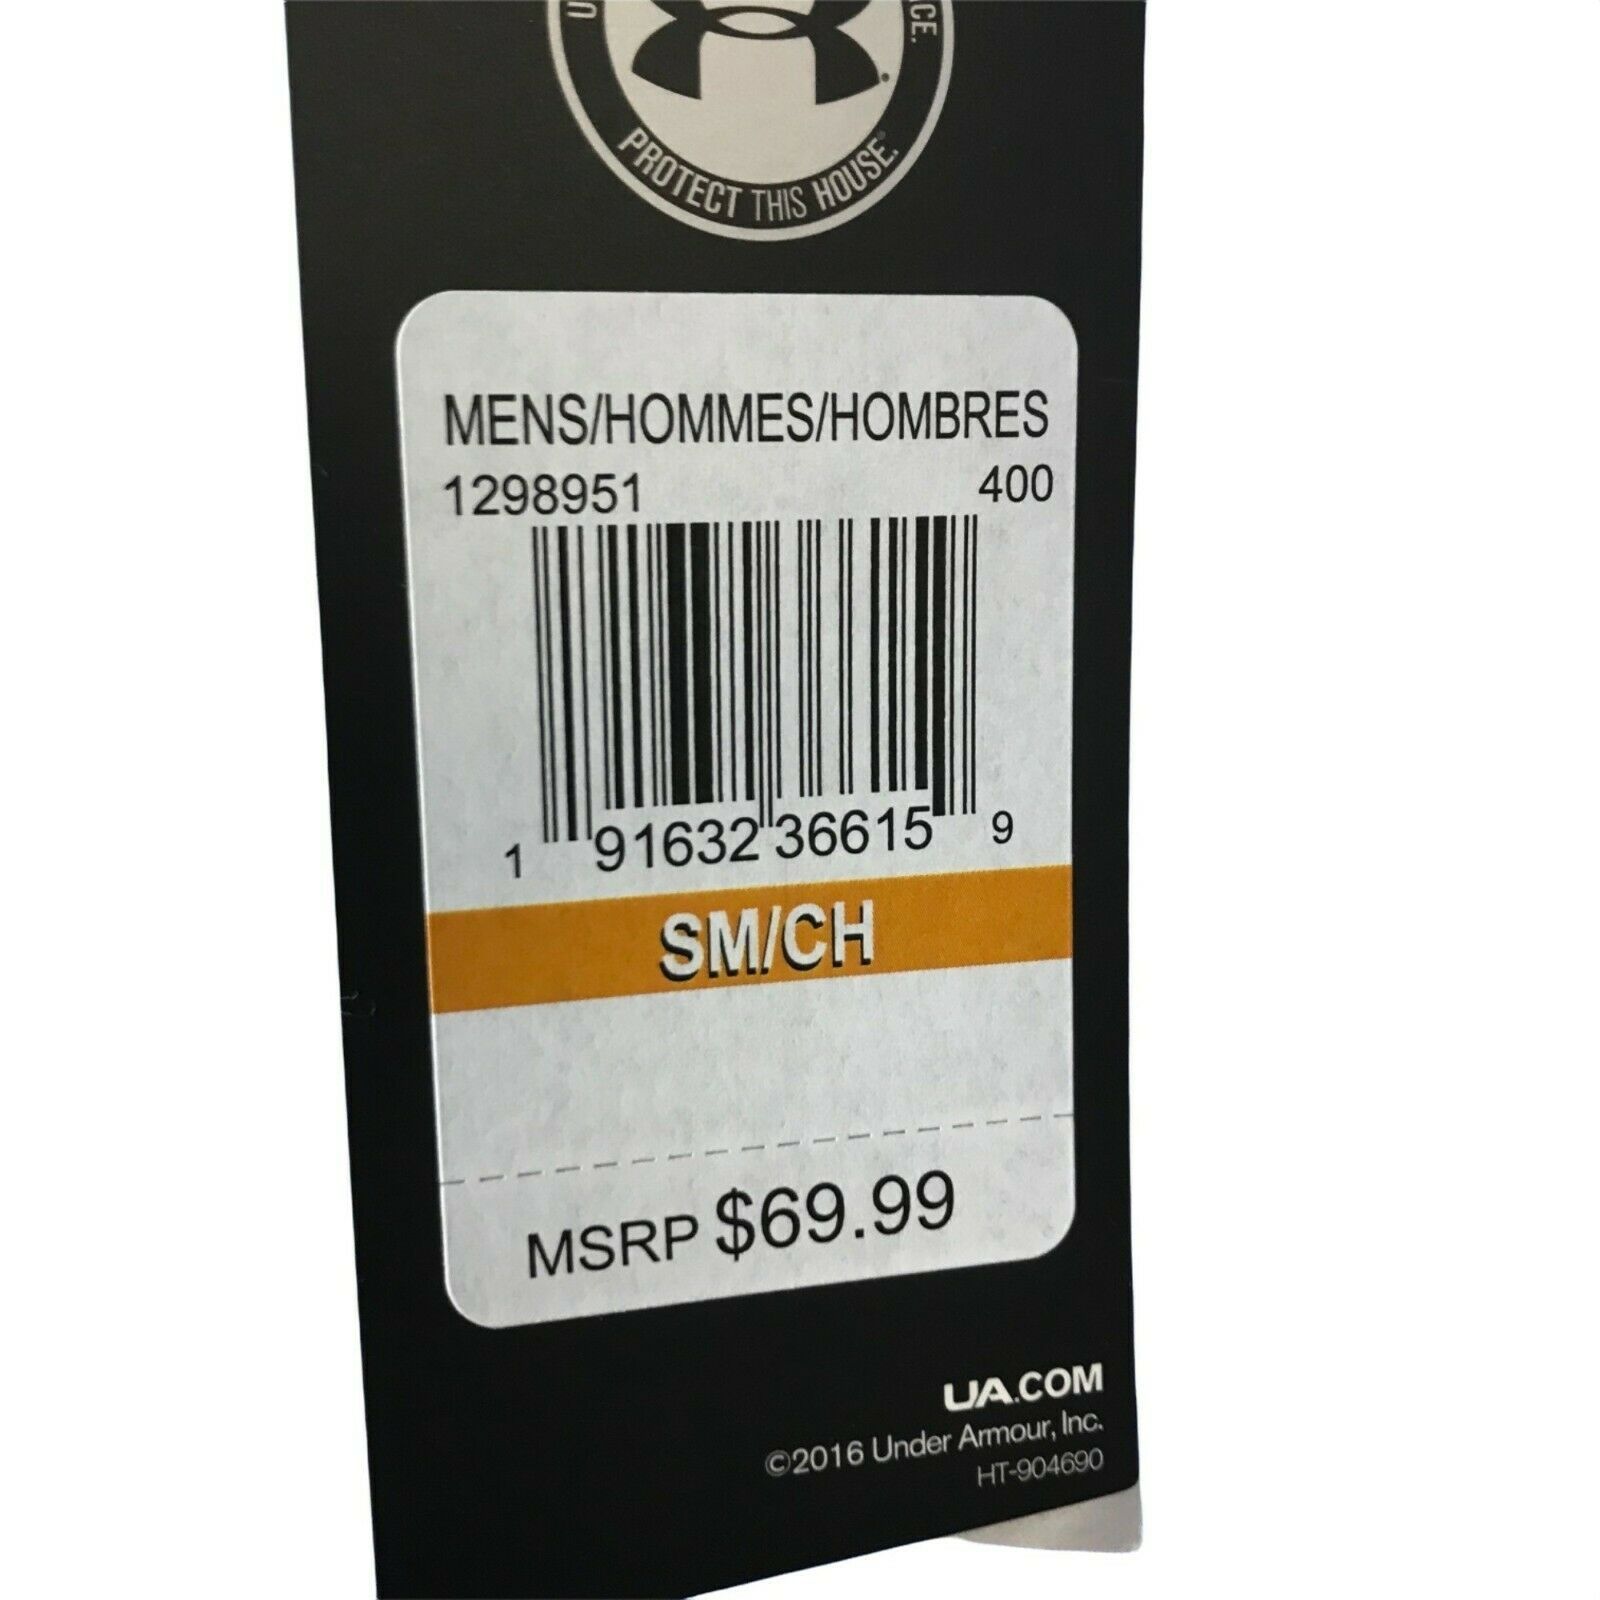 CE.
PROTECT THIS HOUSE.®
MENS/HOMMES/HOMBRES
1298951 400
1 91632 36615 9
SM/CH
MSRP $69.99
UA.COM
©2016 Under Armour, Inc.
HT-904690